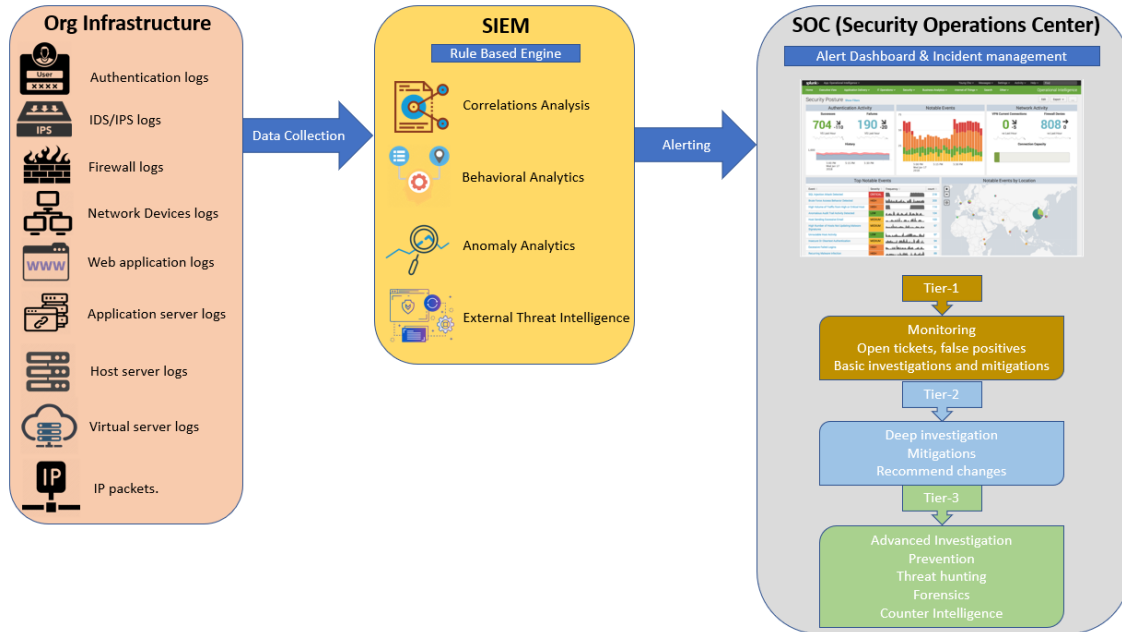 Org Infrastructure
User
XXXX
Authentication logs
IPS
IDS/IPS logs
Firewall logs
Network Devices logs
WWW
Web application logs
Application server logs
Host server logs
Virtual server logs
IP
IP packets.
Data Collection
SIEM
Rule Based Engine
Correlations Analysis
Behavioral Analytics
Anomaly Analytics
External Threat Intelligence
Alerting
SOC (Security Operations Center)
Alert Dashboard & Incident management
Security Posture
Authentication Activity
Notable Events
Network Activity
704
190
0
808
Top Notable Events
Notable Events by Location
Tier-1
Monitoring
Open tickets, false positives
Basic investigations and mitigations
Tier-2
Deep investigation
Mitigations
Recommend changes
Tier-3
Advanced Investigation
Prevention
Threat hunting
Forensics
Counter Intelligence